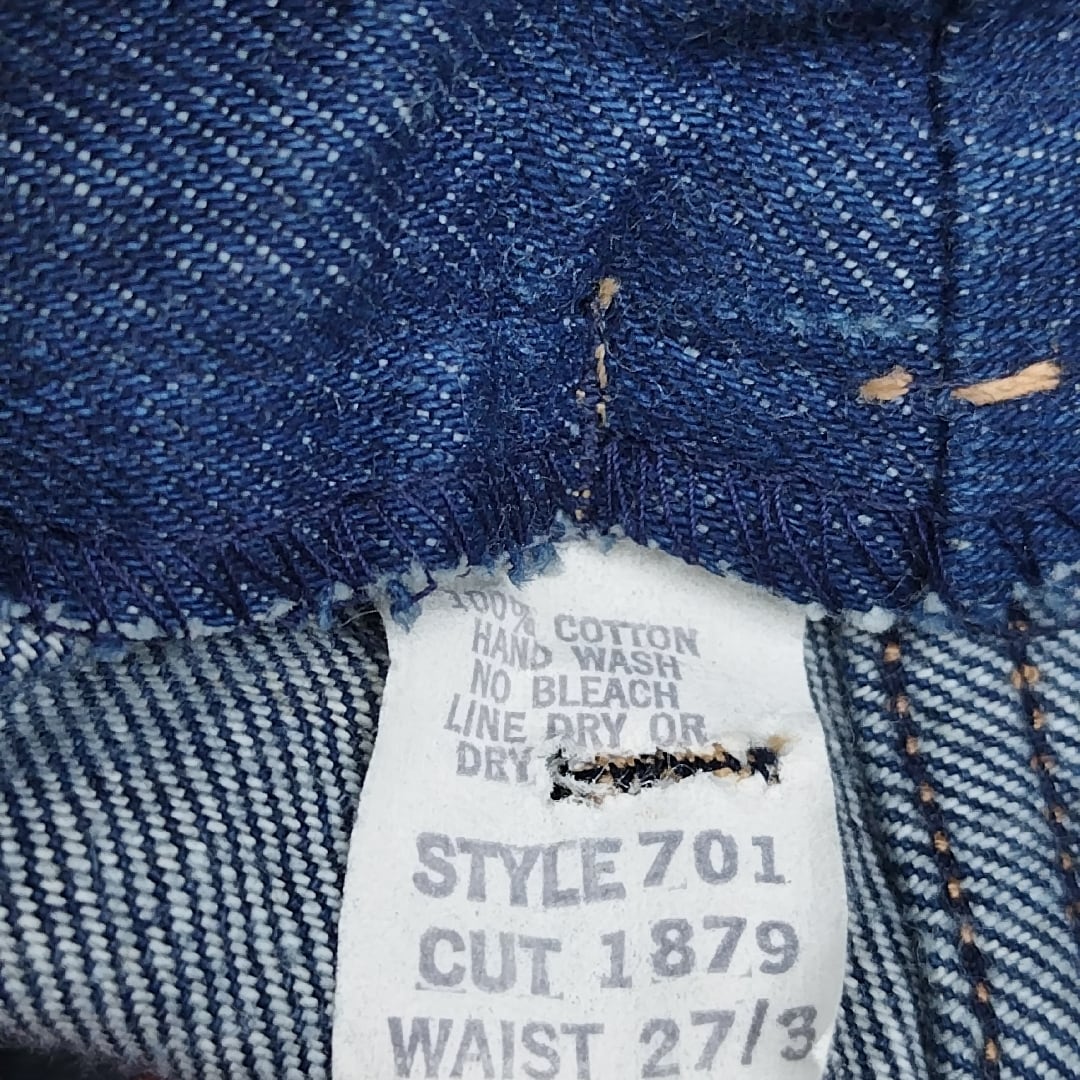 100% COTTON
HAND WASH
NO BLEACH
LINE DRY OR
DRY
STYLE 701
CUT 1879
WAIST 27/3